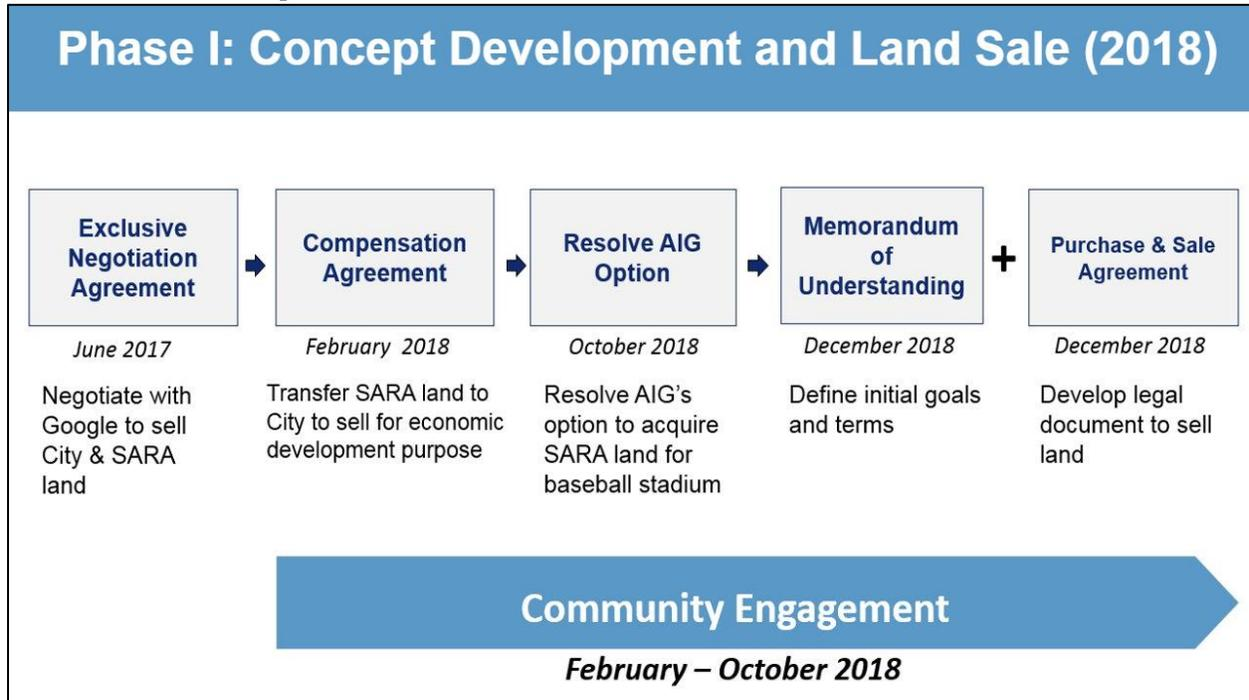 Phase I: Concept Development and Land Sale (2018)
Exclusive
Negotiation
Agreement
June 2017
Negotiate with
Google to sell
City & SARA
land
Compensation
Agreement
February 2018
Transfer SARA land to
City to sell for economic
development purpose
Resolve AIG
Option
October 2018
Resolve AIG's
option to acquire
SARA land for
baseball stadium
Memorandum
of
Understanding
December 2018
Define initial goals
and terms
+
Purchase & Sale
Agreement
December 2018
Develop legal
document to sell
land
Community Engagement
February – October 2018